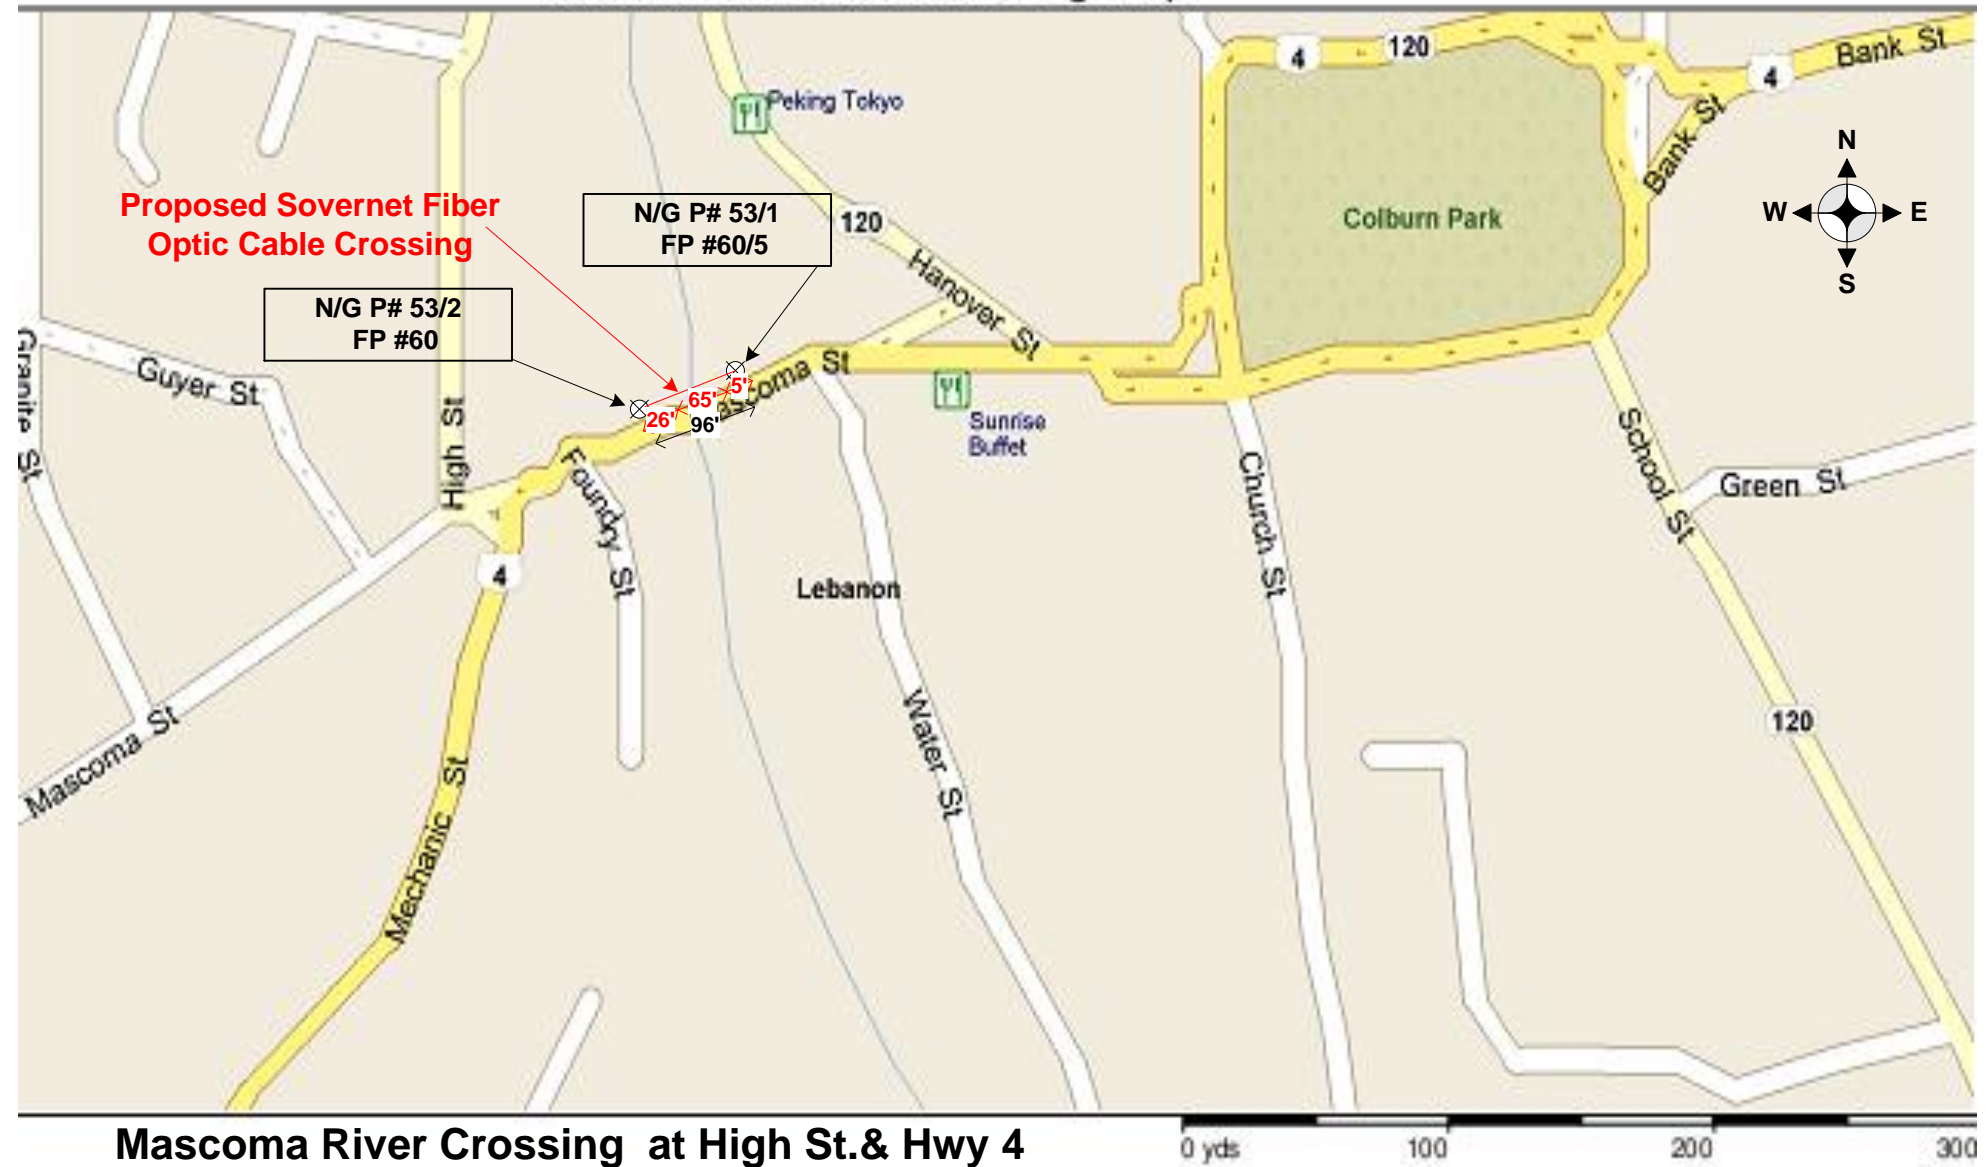 4
120
Bank St
4
Peking Tokyo
Bank St
N
W E
S
Proposed Sovernet Fiber
Optic Cable Crossing
N/G P# 53/1
FP #60/5
120
Colburn Park
Hanover St
N/G P# 53/2
FP #60
Granite St
Guyer St
High St
Mascoma St
5'
65'
26'
96'
Sunrise
Buffet
School St
Green St
Foundry St
Church St
4
Lebanon
Water St
120
Mascoma St
Mechanic St
Mascoma River Crossing at High St.& Hwy 4
0 yds 100 200 300